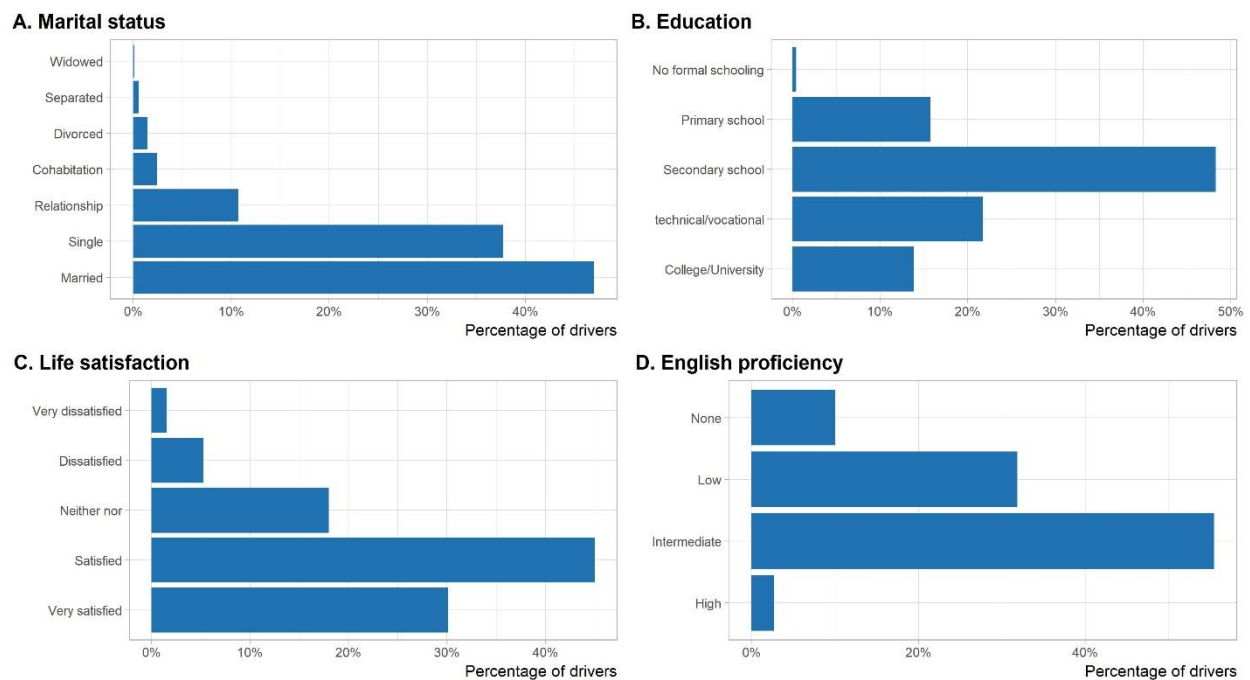 A. Marital status
Widowed
Separated
Divorced
Cohabitation
Relationship
Single
Married
0% 10% 20% 30% 40%
Percentage of drivers
B. Education
No formal schooling
Primary school
Secondary school
technical/vocational
College/University
0% 10% 20% 30% 40% 50%
Percentage of drivers
C. Life satisfaction
Very dissatisfied
Dissatisfied
Neither nor
Satisfied
Very satisfied
0% 10% 20% 30% 40%
Percentage of drivers
D. English proficiency
None
Low
Intermediate
High
0% 20% 40%
Percentage of drivers